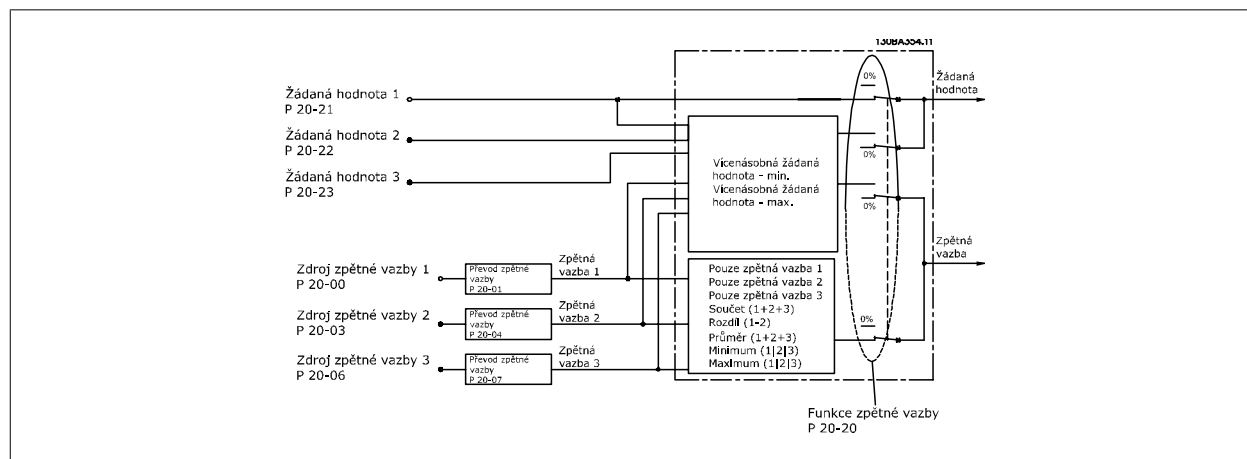 130BA354.11
Žádaná hodnota 1
P 20-21
Žádaná hodnota 2
P 20-22
Žádaná hodnota 3
P 20-23
0%
Žádaná
hodnota
0%
Vícenásobná žádaná
hodnota - min.
Vícenásobná žádaná
hodnota - max.
0%
Zpětná
vazba
Zdroj zpětné vazby 1
P 20-00
Převod zpětné
vazby
P 20-01
Zpětná
vazba 1
Zdroj zpětné vazby 2
P 20-03
Převod zpětné
vazby
P 20-04
Zpětná
vazba 2
Zdroj zpětné vazby 3
P 20-06
Převod zpětné
vazby
P 20-07
Zpětná
vazba 3
Pouze zpětná vazba 1
Pouze zpětná vazba 2
Pouze zpětná vazba 3
Součet (1+2+3)
Rozdíl (1-2)
Průměr (1+2+3)
Minimum (1|2|3)
Maximum (1|2|3)
0%
Funkce zpětné vazby
P 20-20